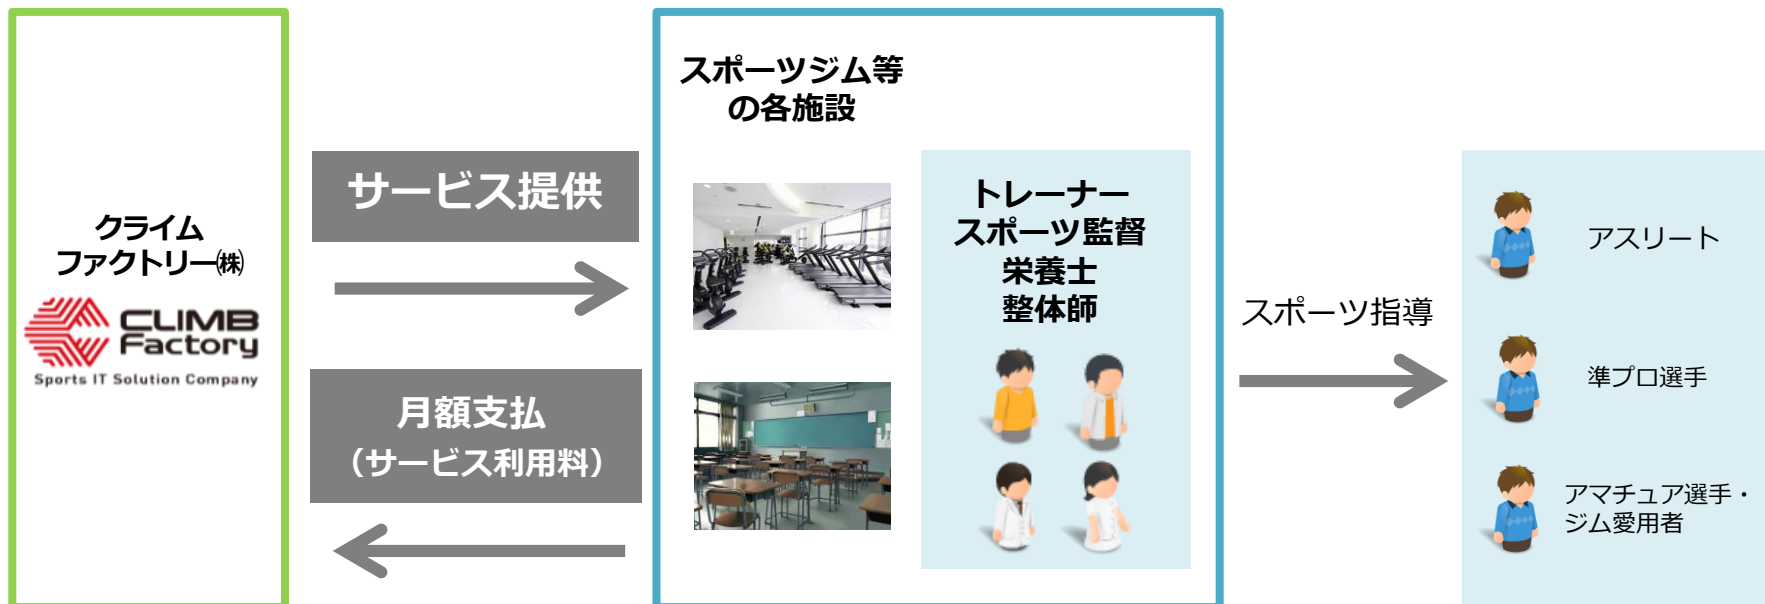 クライム
ファクトリー㈱
CLIMB
Factory
Sports IT Solution Company
サービス提供
月額支払
（サービス利用料）
スポーツジム等
の各施設
トレーナー
スポーツ監督
栄養士
整体師
スポーツ指導
アスリート
準プロ選手
アマチュア選手・
ジム愛用者